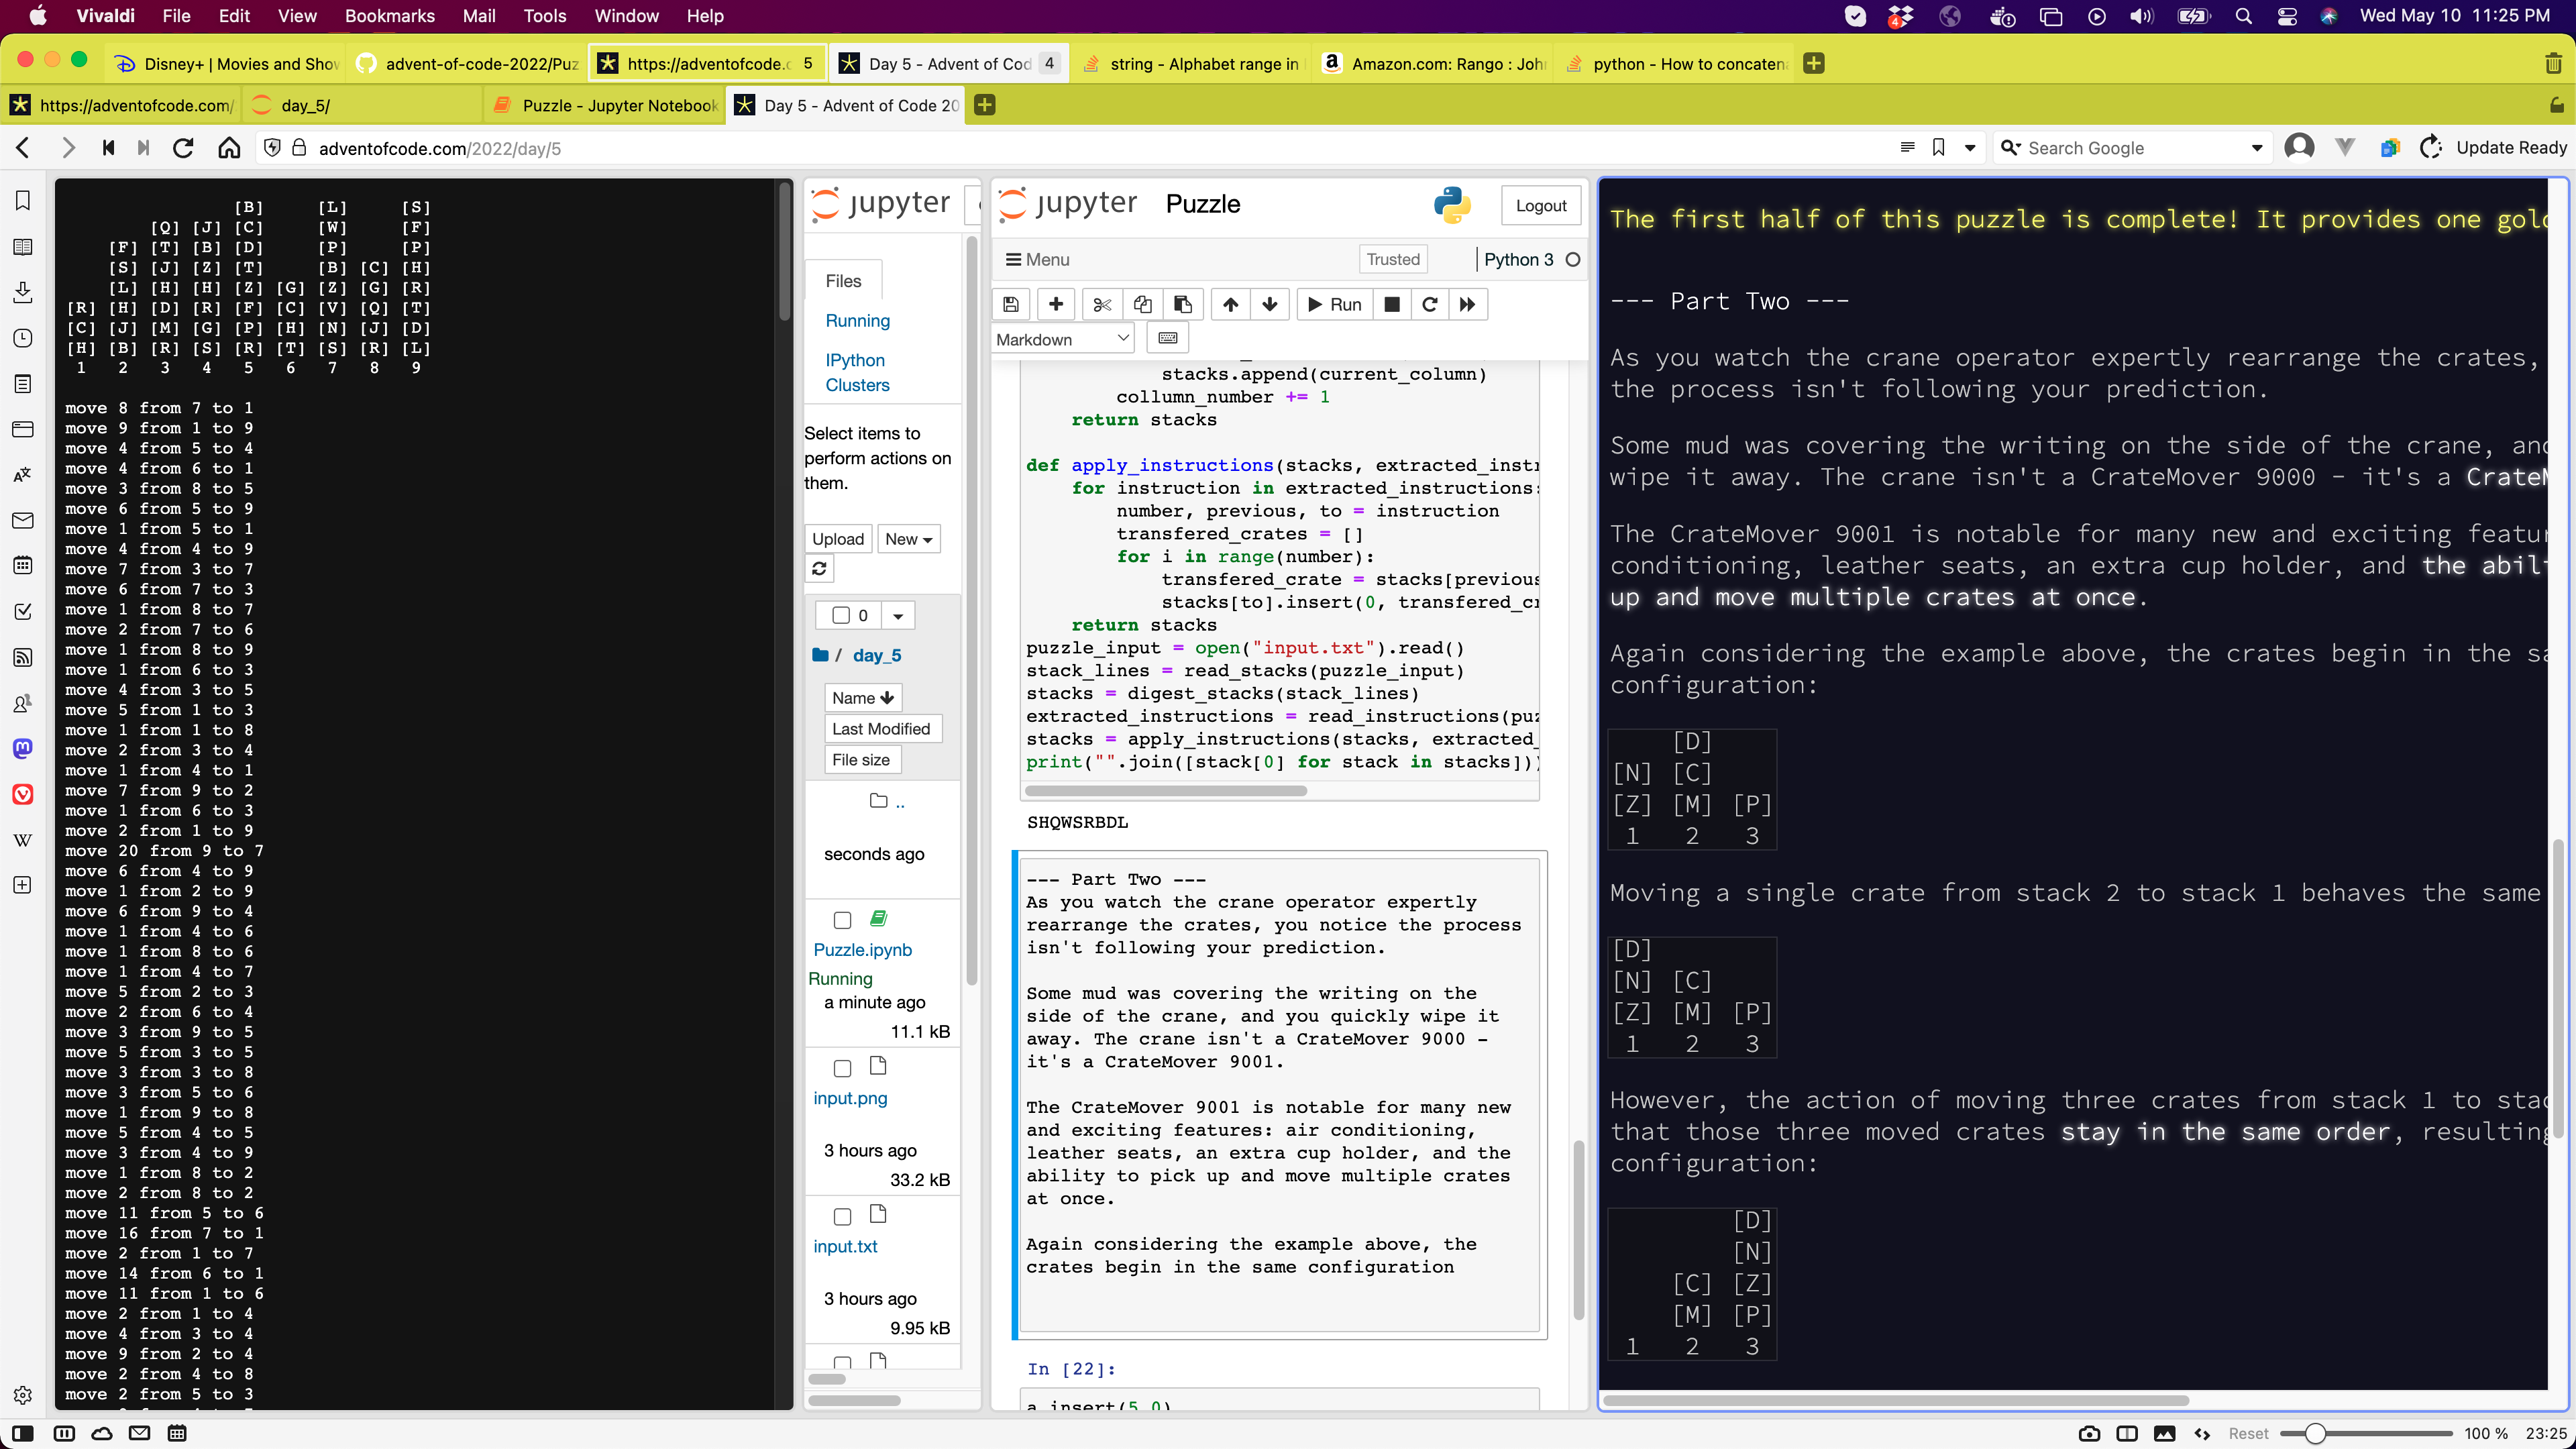 Vivaldi File Edit View Bookmarks Mail Tools Window Help
4
Wed May 10 11:25 PM
Disney+ | Movies and Sho
advent-of-code-2022/Puz
https://adventofcode.c 5
Day 5 - Advent of Cod 4
string - Alphabet range in
Amazon.com: Rango : Joh
python - How to concaten
https://adventofcode.com/
day_5/
Puzzle - Jupyter Notebook
Day 5 - Advent of Code 20
adventofcode.com/2022/day/5
Search Google
Update Ready
[B] [L] [S]
[Q] [J] [C] [W] [F]
[F] [T] [B] [D] [P] [P]
[S] [J] [Z] [T] [B] [C] [H]
[L] [H] [H] [Z] [G] [Z] [G] [R]
[R] [H] [D] [R] [F] [C] [V] [Q] [T]
[C] [J] [M] [G] [P] [H] [N] [J] [D]
[H] [B] [R] [S] [R] [T] [S] [R] [L]
1 2 3 4 5 6 7 8 9
move 8 from 7 to 1
move 9 from 1 to 9
move 4 from 5 to 4
move 4 from 6 to 1
move 3 from 8 to 5
move 6 from 5 to 9
move 1 from 5 to 1
move 4 from 4 to 9
move 7 from 3 to 7
move 6 from 7 to 3
move 1 from 8 to 7
move 2 from 7 to 6
move 1 from 8 to 9
move 1 from 6 to 3
move 4 from 3 to 5
move 5 from 1 to 3
move 1 from 1 to 8
move 2 from 3 to 4
move 1 from 4 to 1
move 7 from 9 to 2
move 1 from 6 to 3
move 2 from 1 to 9
move 20 from 9 to 7
move 6 from 4 to 9
move 1 from 2 to 9
move 6 from 9 to 4
move 1 from 4 to 6
move 1 from 8 to 6
move 1 from 4 to 7
move 5 from 2 to 3
move 2 from 6 to 4
move 3 from 9 to 5
move 5 from 3 to 5
move 3 from 3 to 8
move 3 from 5 to 6
move 1 from 9 to 8
move 5 from 4 to 5
move 3 from 4 to 9
move 1 from 8 to 2
move 2 from 8 to 2
move 11 from 5 to 6
move 16 from 7 to 1
move 2 from 1 to 7
move 14 from 6 to 1
move 11 from 1 to 6
move 2 from 1 to 4
move 4 from 3 to 4
move 9 from 2 to 4
move 2 from 4 to 8
move 2 from 5 to 3
jupyter
Files
Running
IPython
Clusters
Select items to
perform actions on
them.
Upload New
0
/ day_5
Name
Last Modified
File size
..
seconds ago
Puzzle.ipynb
Running
a minute ago
11.1 kB
input.png
3 hours ago
33.2 kB
input.txt
3 hours ago
9.95 kB
jupyter Puzzle
Logout
Menu
Trusted
Python 3
Run
Markdown
stacks.append(current_column)
collumn_number += 1
return stacks
def apply_instructions(stacks, extracted_instr
for instruction in extracted_instructions:
number, previous, to = instruction
transfered_crates = []
for i in range(number):
transfered_crate = stacks[previous
stacks[to].insert(0, transfered_cr
return stacks
puzzle_input = open("input.txt").read()
stack_lines = read_stacks(puzzle_input)
stacks = digest_stacks(stack_lines)
extracted_instructions = read_instructions(puz
stacks = apply_instructions(stacks, extracted_
print("".join([stack[0] for stack in stacks]))
SHQWSRBDL
--- Part Two ---
As you watch the crane operator expertly
rearrange the crates, you notice the process
isn't following your prediction.
Some mud was covering the writing on the
side of the crane, and you quickly wipe it
away. The crane isn't a CrateMover 9000 -
it's a CrateMover 9001.
The CrateMover 9001 is notable for many new
and exciting features: air conditioning,
leather seats, an extra cup holder, and the
ability to pick up and move multiple crates
at once.
Again considering the example above, the
crates begin in the same configuration
In [22]:
a.insert(5, 0)
The first half of this puzzle is complete! It provides one gold
--- Part Two ---
As you watch the crane operator expertly rearrange the crates,
the process isn't following your prediction.
Some mud was covering the writing on the side of the crane, and
wipe it away. The crane isn't a CrateMover 9000 - it's a CrateM
The CrateMover 9001 is notable for many new and exciting featur
conditioning, leather seats, an extra cup holder, and the abili
up and move multiple crates at once.
Again considering the example above, the crates begin in the sa
configuration:
[D]
[N] [C]
[Z] [M] [P]
1 2 3
Moving a single crate from stack 2 to stack 1 behaves the same
[D]
[N] [C]
[Z] [M] [P]
1 2 3
However, the action of moving three crates from stack 1 to stac
that those three moved crates stay in the same order, resulting
configuration:
[D]
[N]
[C] [Z]
[M] [P]
1 2 3
Reset
100 %
23:25